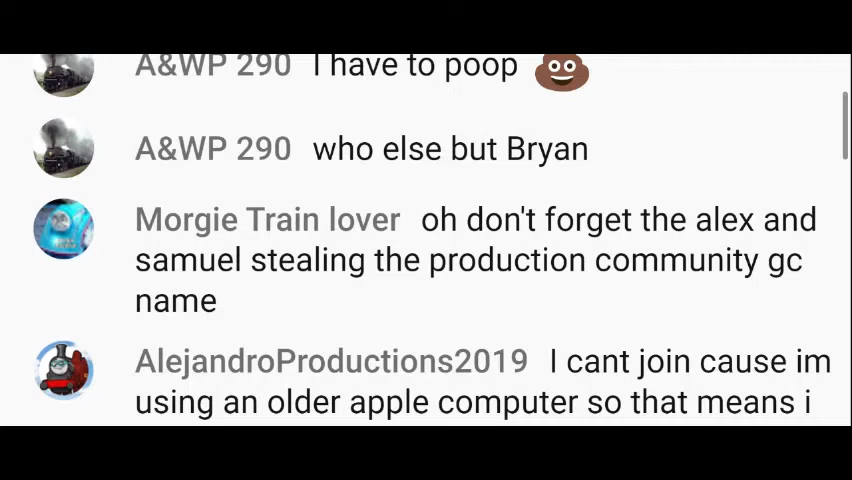 A&WP 290 I have to poop 💩
A&WP 290 who else but Bryan
Morgie Train lover oh don't forget the alex and
samuel stealing the production community gc
name
AlejandroProductions2019 I cant join cause im
using an older apple computer so that means i